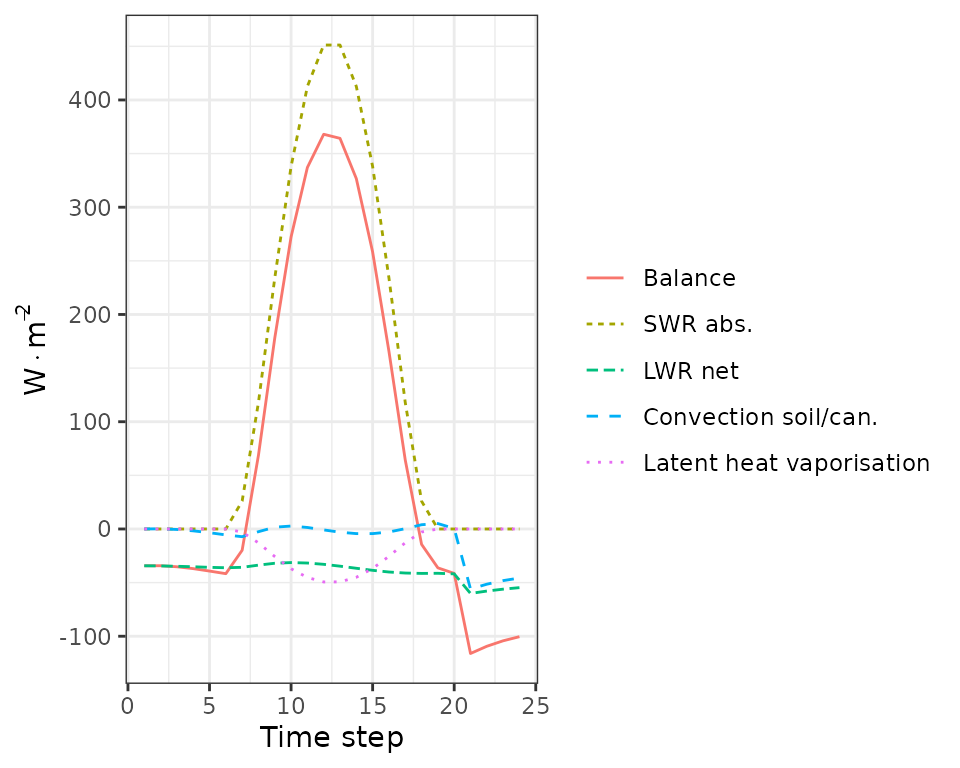 400
300
200
100
0
-100
0 5 10 15 20 25
Time step
W · m⁻²
Balance
SWR abs.
LWR net
Convection soil/can.
Latent heat vaporisation